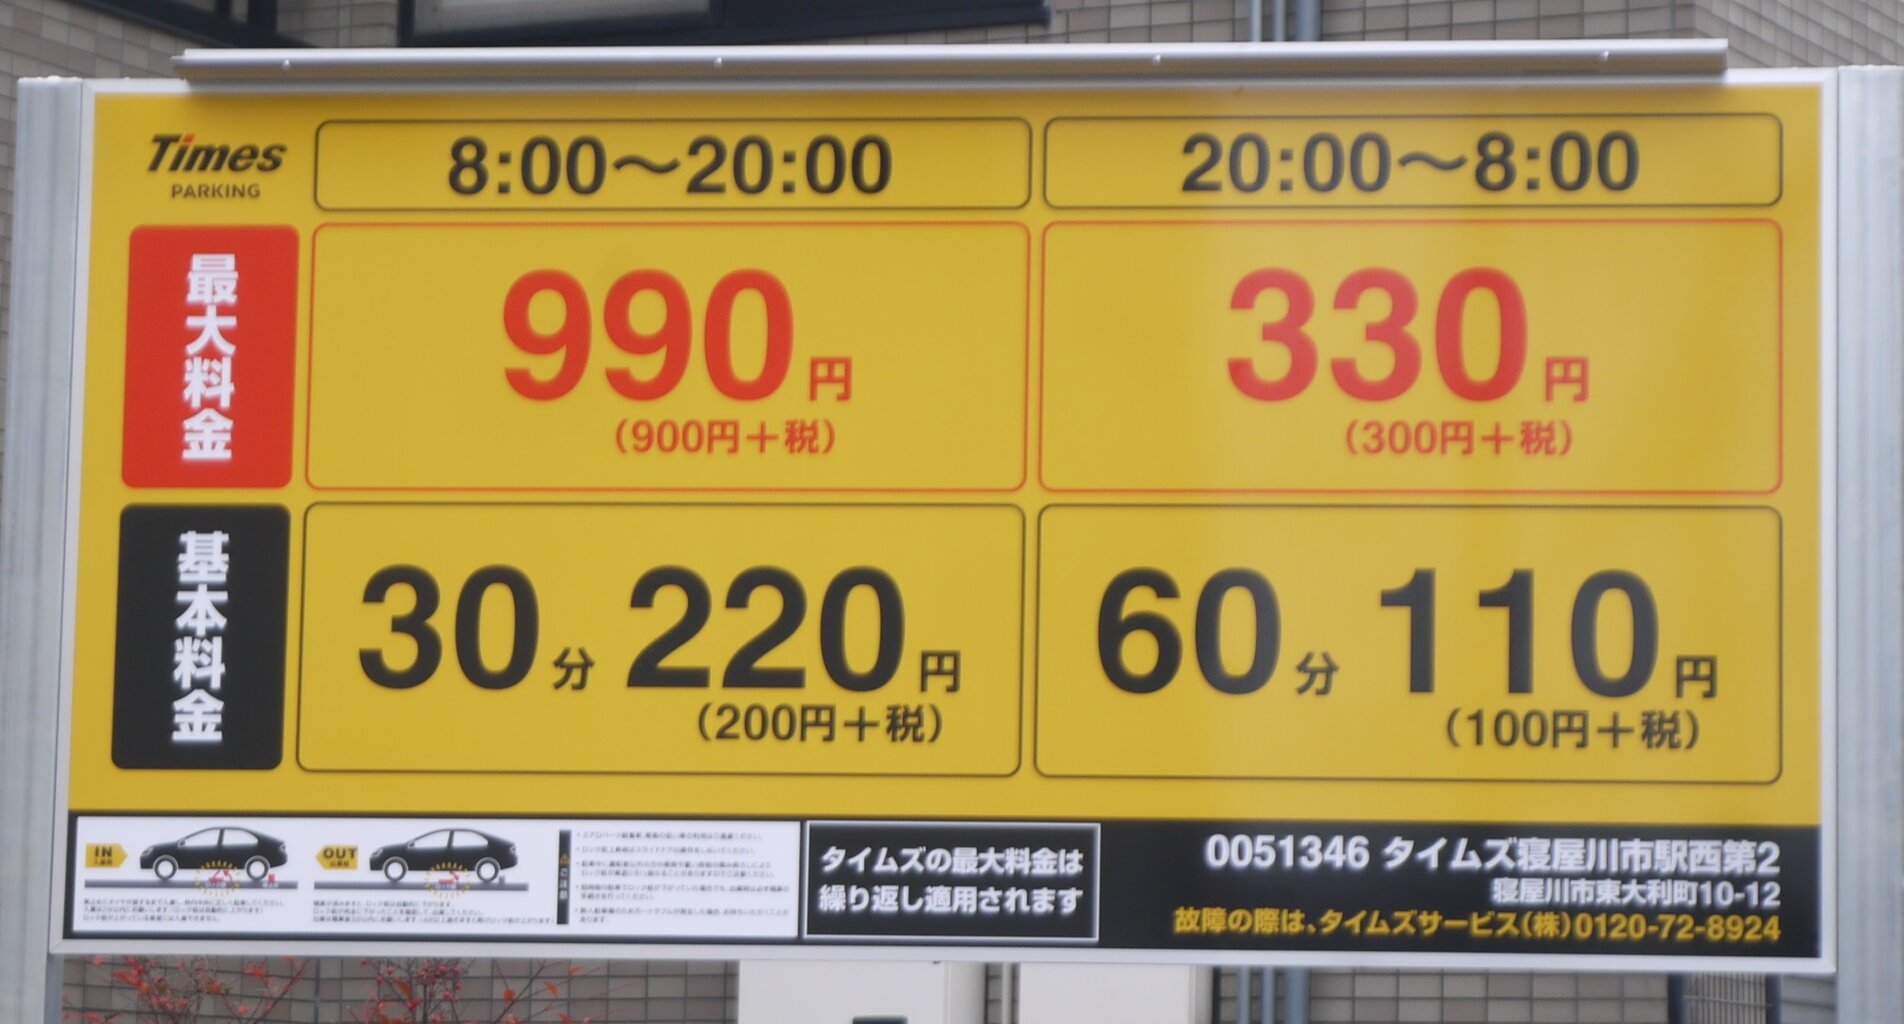 Times
PARKING
8:00〜20:00
20:00〜8:00
最大料金
990円
(900円+税)
330円
(300円+税)
基本料金
30分 220円
(200円+税)
60分 110円
(100円+税)
IN
OUT
ご注意
タイムズの最大料金は
繰り返し適用されます
0051346 タイムズ寝屋川市駅西第2
寝屋川市東大利町10-12
故障の際は、タイムズサービス(株)0120-72-8924